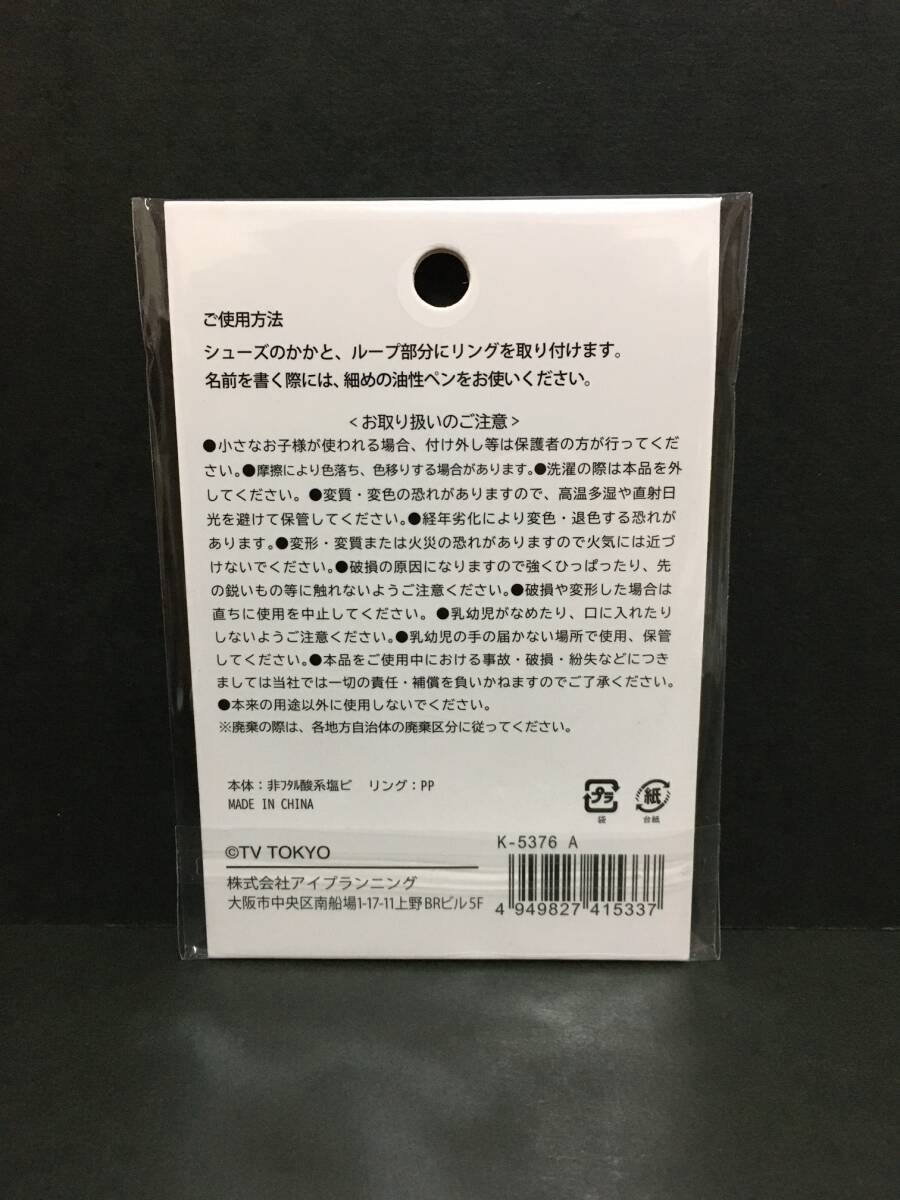 ご使用方法
シューズのかかと、ループ部分にリングを取り付けます。
名前を書く際には、細めの油性ペンをお使いください。
<お取り扱いのご注意>
●小さなお子様が使われる場合、付け外し等は保護者の方が行ってくだ
さい。●摩擦により色落ち、色移りする場合があります。●洗濯の際は本品を外
してください。●変質・変色の恐れがありますので、高温多湿や直射日
光を避けて保管してください。●経年劣化により変色・退色する恐れが
あります。●変形・変質または火災の恐れがありますので火気には近づ
けないでください。●破損の原因になりますので強くひっぱったり、先
の鋭いもの等に触れないようご注意ください。●破損や変形した場合は
直ちに使用を中止してください。●乳幼児がなめたり、口に入れたり
しないようご注意ください。●乳幼児の手の届かない場所で使用、保管
してください。●本品をご使用中における事故・破損・紛失などにつき
ましては当社では一切の責任・補償を負いかねますのでご了承ください。
●本来の用途以外に使用しないでください。
※廃棄の際は、各地方自治体の廃棄区分に従ってください。
本体：非ﾌﾀﾙ酸系塩ビ リング：PP
MADE IN CHINA
プラ
袋
紙
台紙
K-5376 A
©TV TOKYO
株式会社アイプランニング
大阪市中央区南船場1-17-11上野BRビル5F
4 949827 415337